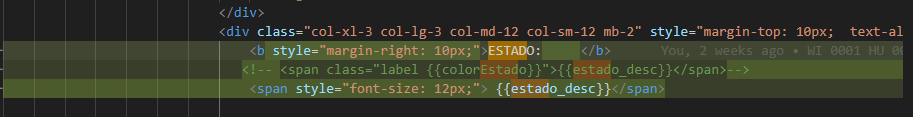 </div>
<div class="col-xl-3 col-lg-3 col-md-12 col-sm-12 mb-2" style="margin-top: 10px;  text-al
<b style="margin-right: 10px;">ESTADO:     </b>      You, 2 weeks ago • WI 0001 HU 00
<!-- <span class="label {{colorEstado}}">{{estado_desc}}</span>-->
<span style="font-size: 12px;"> {{estado_desc}}</span>